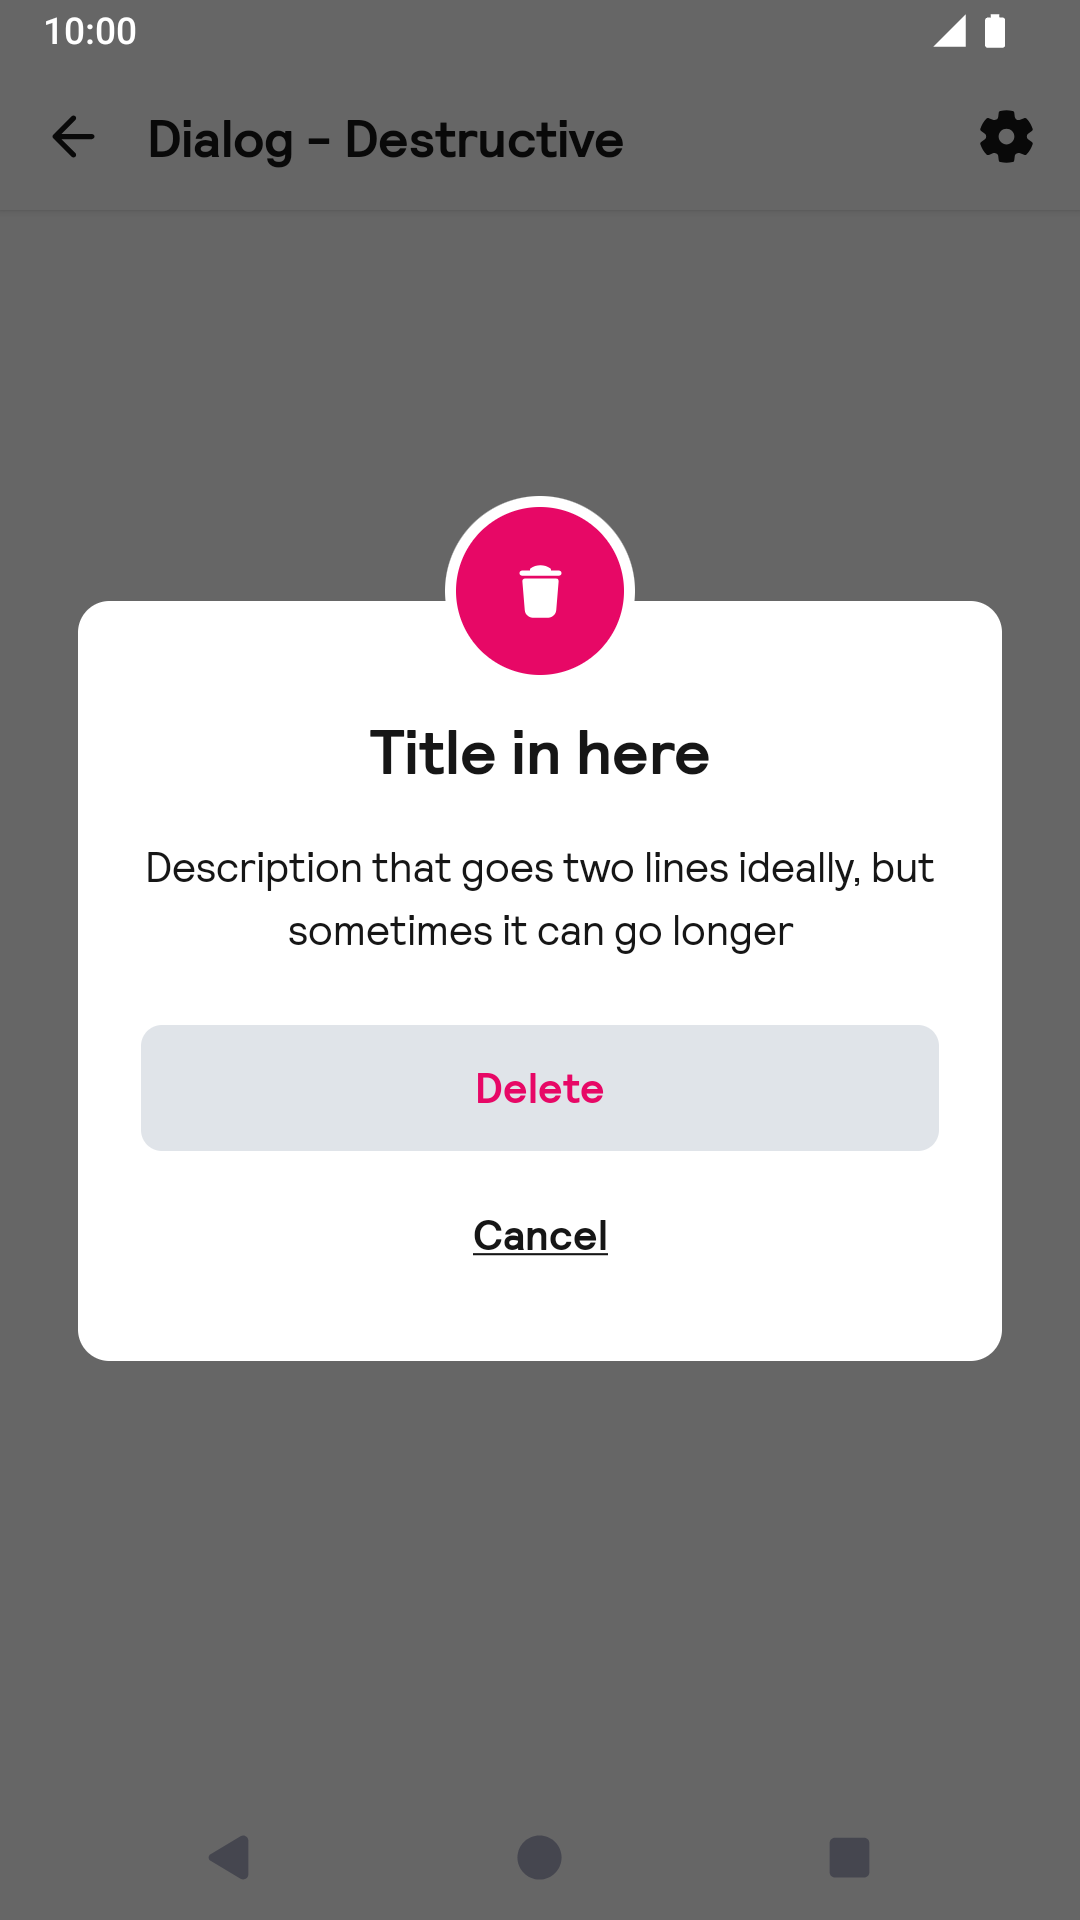 10:00
Dialog - Destructive
Title in here
Description that goes two lines ideally, but
sometimes it can go longer
Delete
Cancel